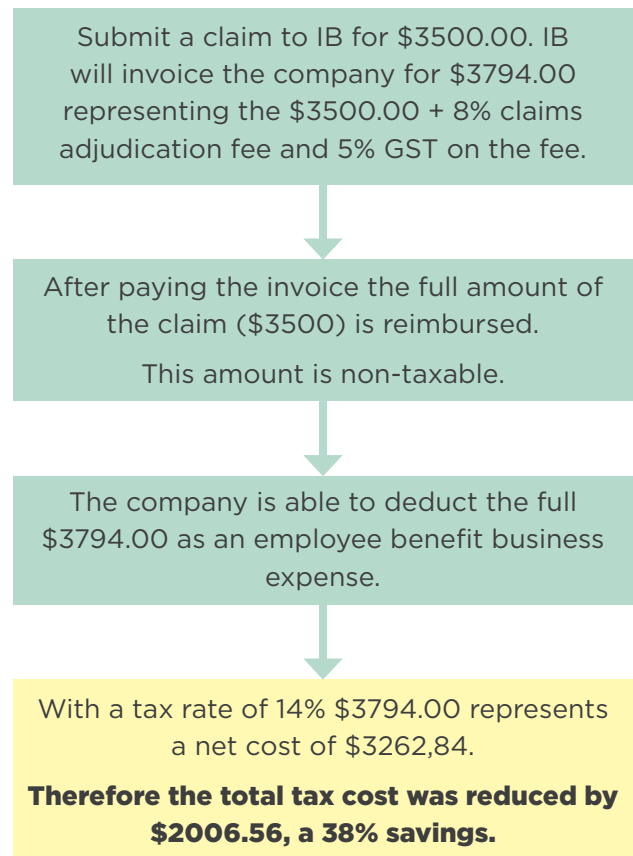 Submit a claim to IB for $3500.00. IB
will invoice the company for $3794.00
representing the $3500.00 + 8% claims
adjudication fee and 5% GST on the fee.
After paying the invoice the full amount of
the claim ($3500) is reimbursed.
This amount is non-taxable.
The company is able to deduct the full
$3794.00 as an employee benefit business
expense.
With a tax rate of 14% $3794.00 represents
a net cost of $3262,84.
Therefore the total tax cost was reduced by
$2006.56, a 38% savings.